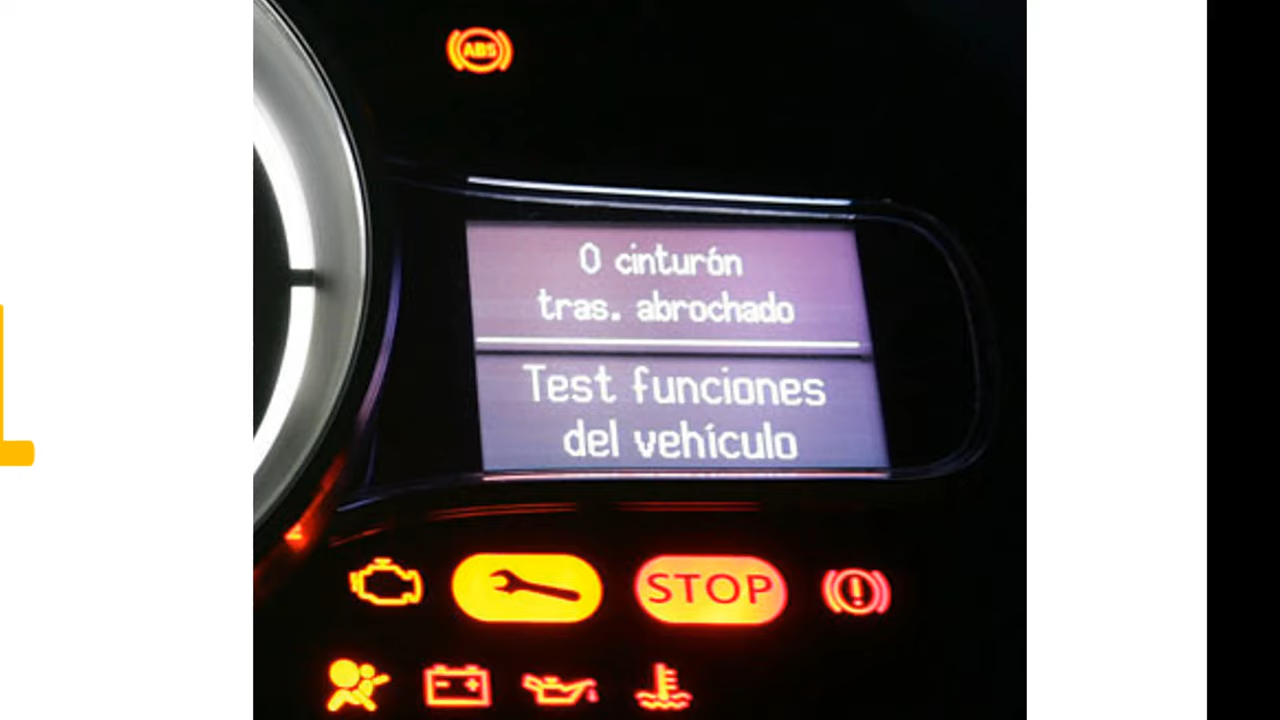 ABS
0 cinturón
tras. abrochado
Test funciones
del vehículo
STOP